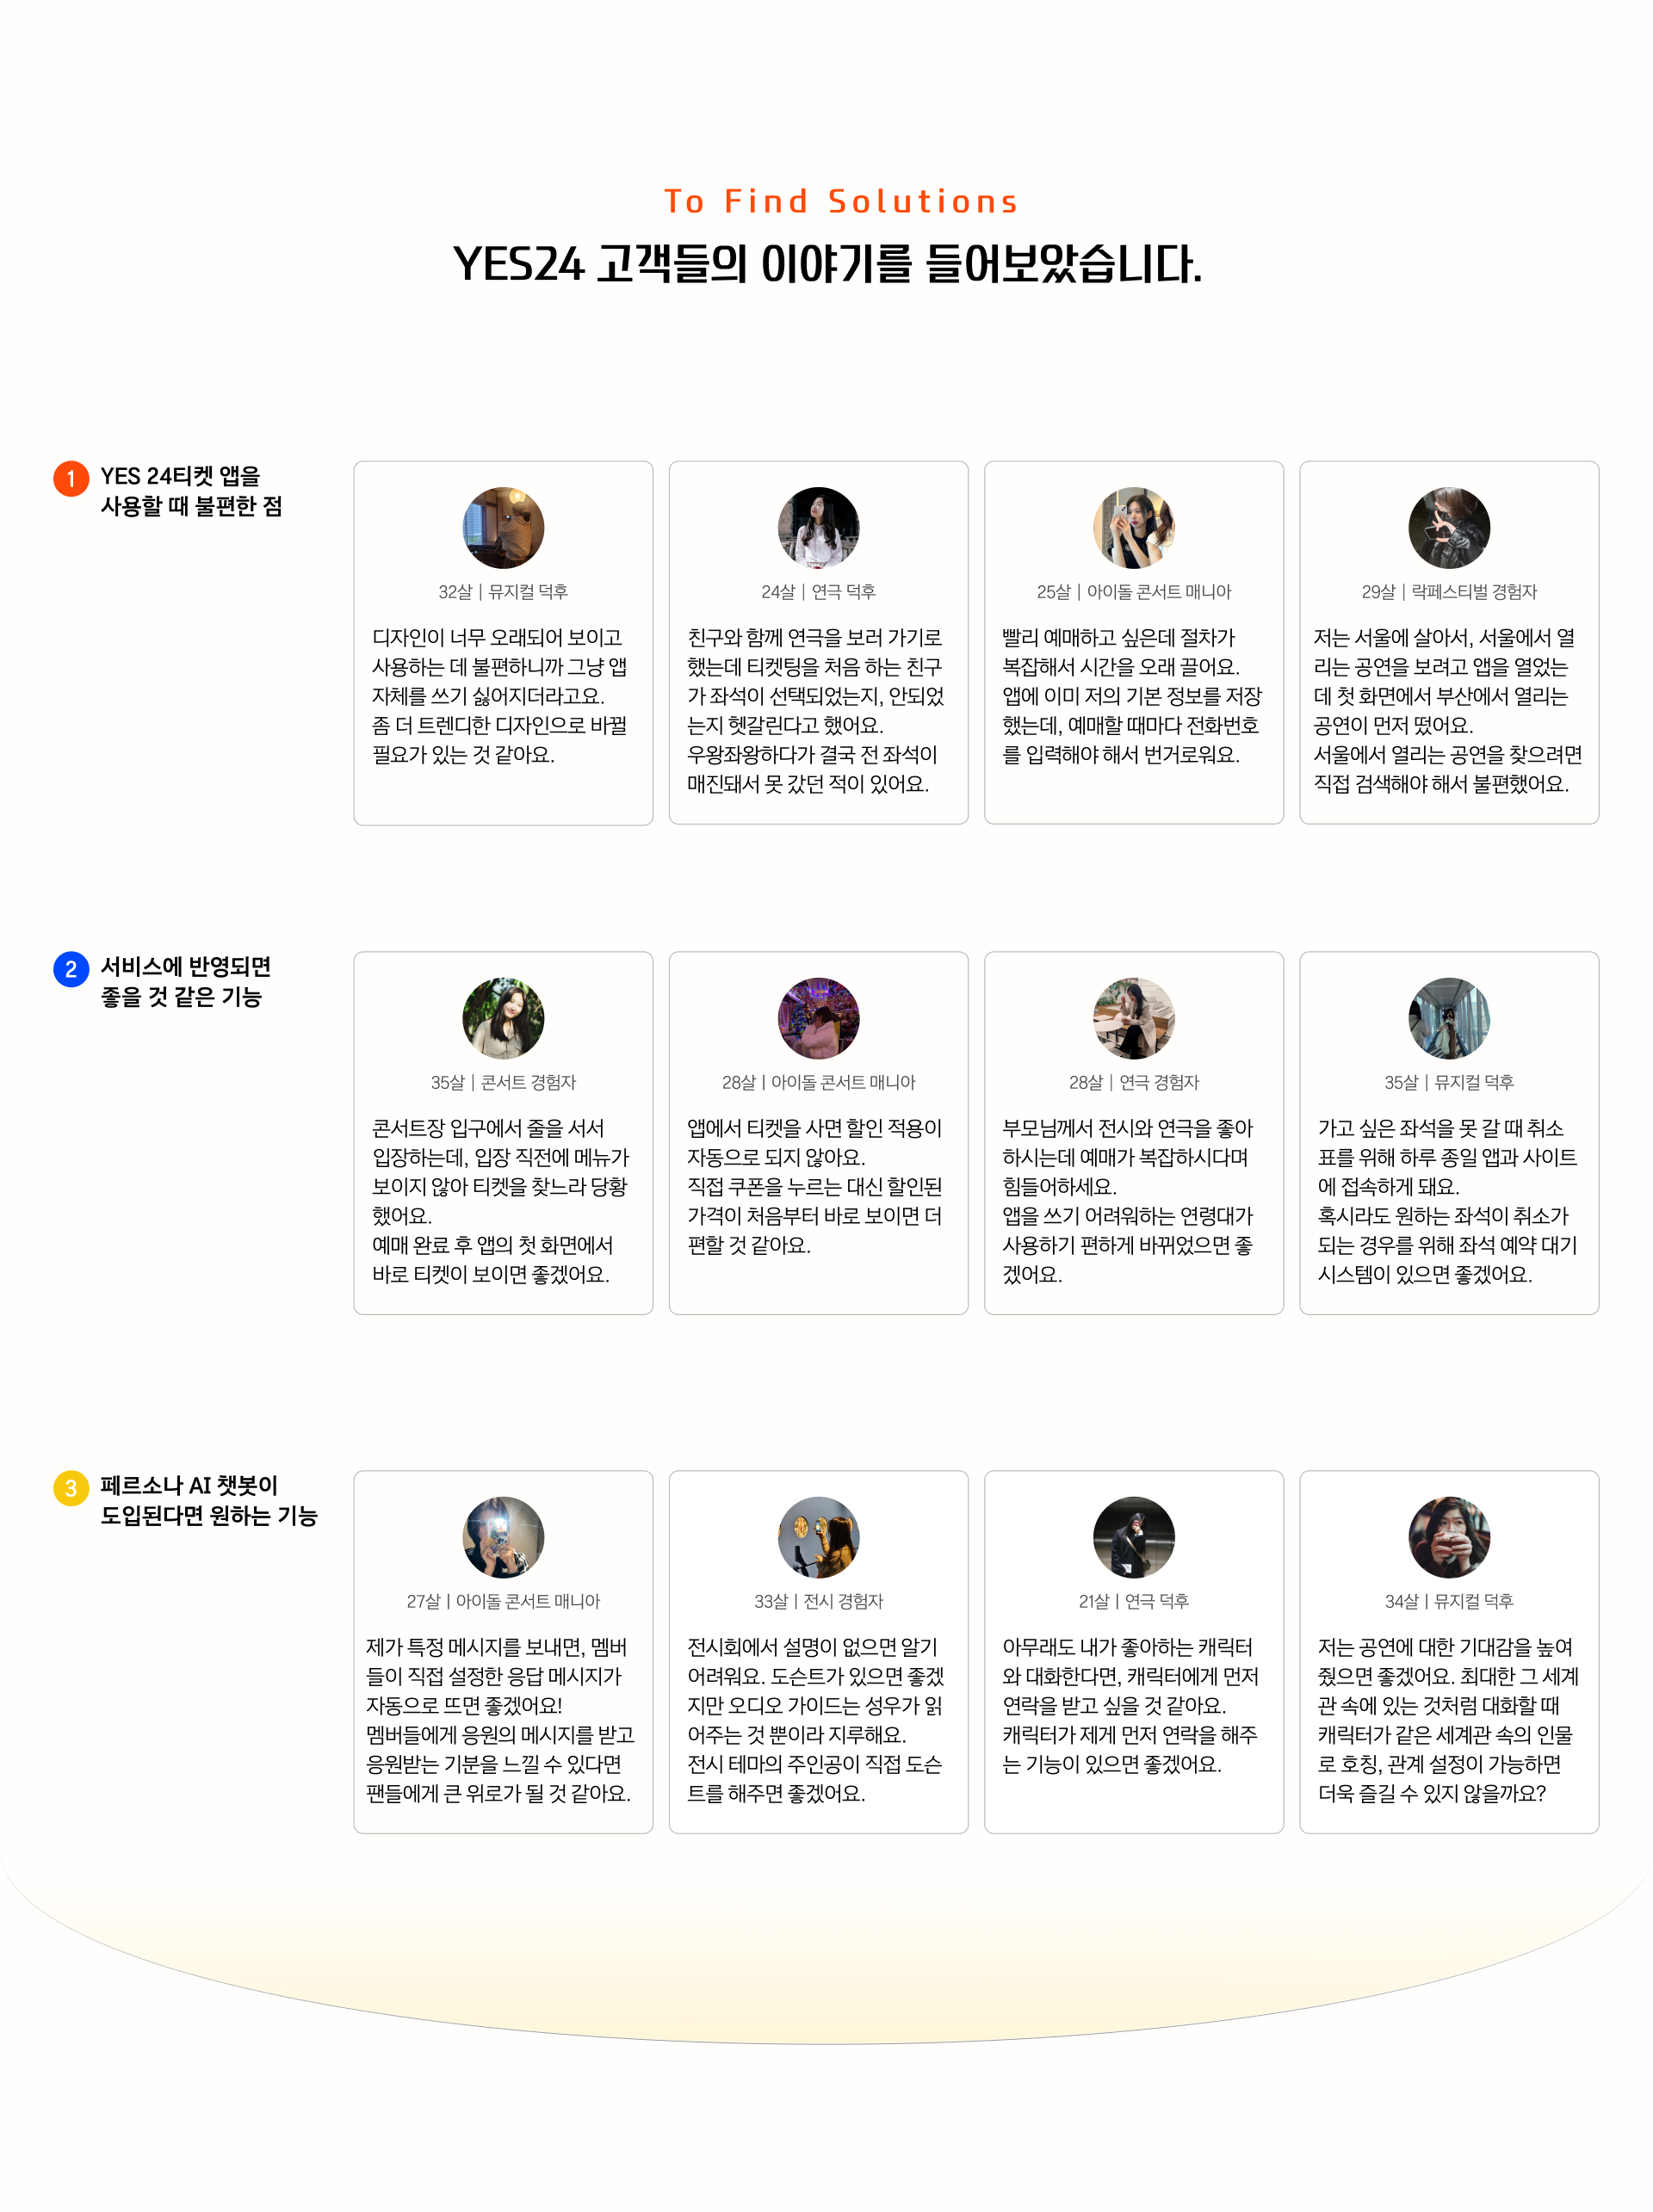 To Find Solutions
YES24 고객들의 이야기를 들어보았습니다.
1
YES 24티켓 앱을
사용할 때 불편한 점
32살 | 뮤지컬 덕후
디자인이 너무 오래되어 보이고
사용하는 데 불편하니까 그냥 앱
자체를 쓰기 싫어지더라고요.
좀 더 트렌디한 디자인으로 바뀔
필요가 있는 것 같아요.
24살 | 연극 덕후
친구와 함께 연극을 보러 가기로
했는데 티켓팅을 처음 하는 친구
가 좌석이 선택되었는지, 안되었
는지 헷갈린다고 했어요.
우왕좌왕하다가 결국 전 좌석이
매진돼서 못 갔던 적이 있어요.
25살 | 아이돌 콘서트 매니아
빨리 예매하고 싶은데 절차가
복잡해서 시간을 오래 끌어요.
앱에 이미 저의 기본 정보를 저장
했는데, 예매할 때마다 전화번호
를 입력해야 해서 번거로워요.
29살 | 락페스티벌 경험자
저는 서울에 살아서, 서울에서 열
리는 공연을 보려고 앱을 열었는
데 첫 화면에서 부산에서 열리는
공연이 먼저 떴어요.
서울에서 열리는 공연을 찾으려면
직접 검색해야 해서 불편했어요.
2
서비스에 반영되면
좋을 것 같은 기능
35살 | 콘서트 경험자
콘서트장 입구에서 줄을 서서
입장하는데, 입장 직전에 메뉴가
보이지 않아 티켓을 찾느라 당황
했어요.
예매 완료 후 앱의 첫 화면에서
바로 티켓이 보이면 좋겠어요.
28살 | 아이돌 콘서트 매니아
앱에서 티켓을 사면 할인 적용이
자동으로 되지 않아요.
직접 쿠폰을 누르는 대신 할인된
가격이 처음부터 바로 보이면 더
편할 것 같아요.
28살 | 연극 경험자
부모님께서 전시와 연극을 좋아
하시는데 예매가 복잡하시다며
힘들어하세요.
앱을 쓰기 어려워하는 연령대가
사용하기 편하게 바뀌었으면 좋
겠어요.
35살 | 뮤지컬 덕후
가고 싶은 좌석을 못 갈 때 취소
표를 위해 하루 종일 앱과 사이트
에 접속하게 돼요.
혹시라도 원하는 좌석이 취소가
되는 경우를 위해 좌석 예약 대기
시스템이 있으면 좋겠어요.
3
페르소나 AI 챗봇이
도입된다면 원하는 기능
27살 | 아이돌 콘서트 매니아
제가 특정 메시지를 보내면, 멤버
들이 직접 설정한 응답 메시지가
자동으로 뜨면 좋겠어요!
멤버들에게 응원의 메시지를 받고
응원받는 기분을 느낄 수 있다면
팬들에게 큰 위로가 될 것 같아요.
33살 | 전시 경험자
전시회에서 설명이 없으면 알기
어려워요. 도슨트가 있으면 좋겠
지만 오디오 가이드는 성우가 읽
어주는 것 뿐이라 지루해요.
전시 테마의 주인공이 직접 도슨
트를 해주면 좋겠어요.
21살 | 연극 덕후
아무래도 내가 좋아하는 캐릭터
와 대화한다면, 캐릭터에게 먼저
연락을 받고 싶을 것 같아요.
캐릭터가 제게 먼저 연락을 해주
는 기능이 있으면 좋겠어요.
34살 | 뮤지컬 덕후
저는 공연에 대한 기대감을 높여
줬으면 좋겠어요. 최대한 그 세계
관 속에 있는 것처럼 대화할 때
캐릭터가 같은 세계관 속의 인물
로 호칭, 관계 설정이 가능하면
더욱 즐길 수 있지 않을까요?